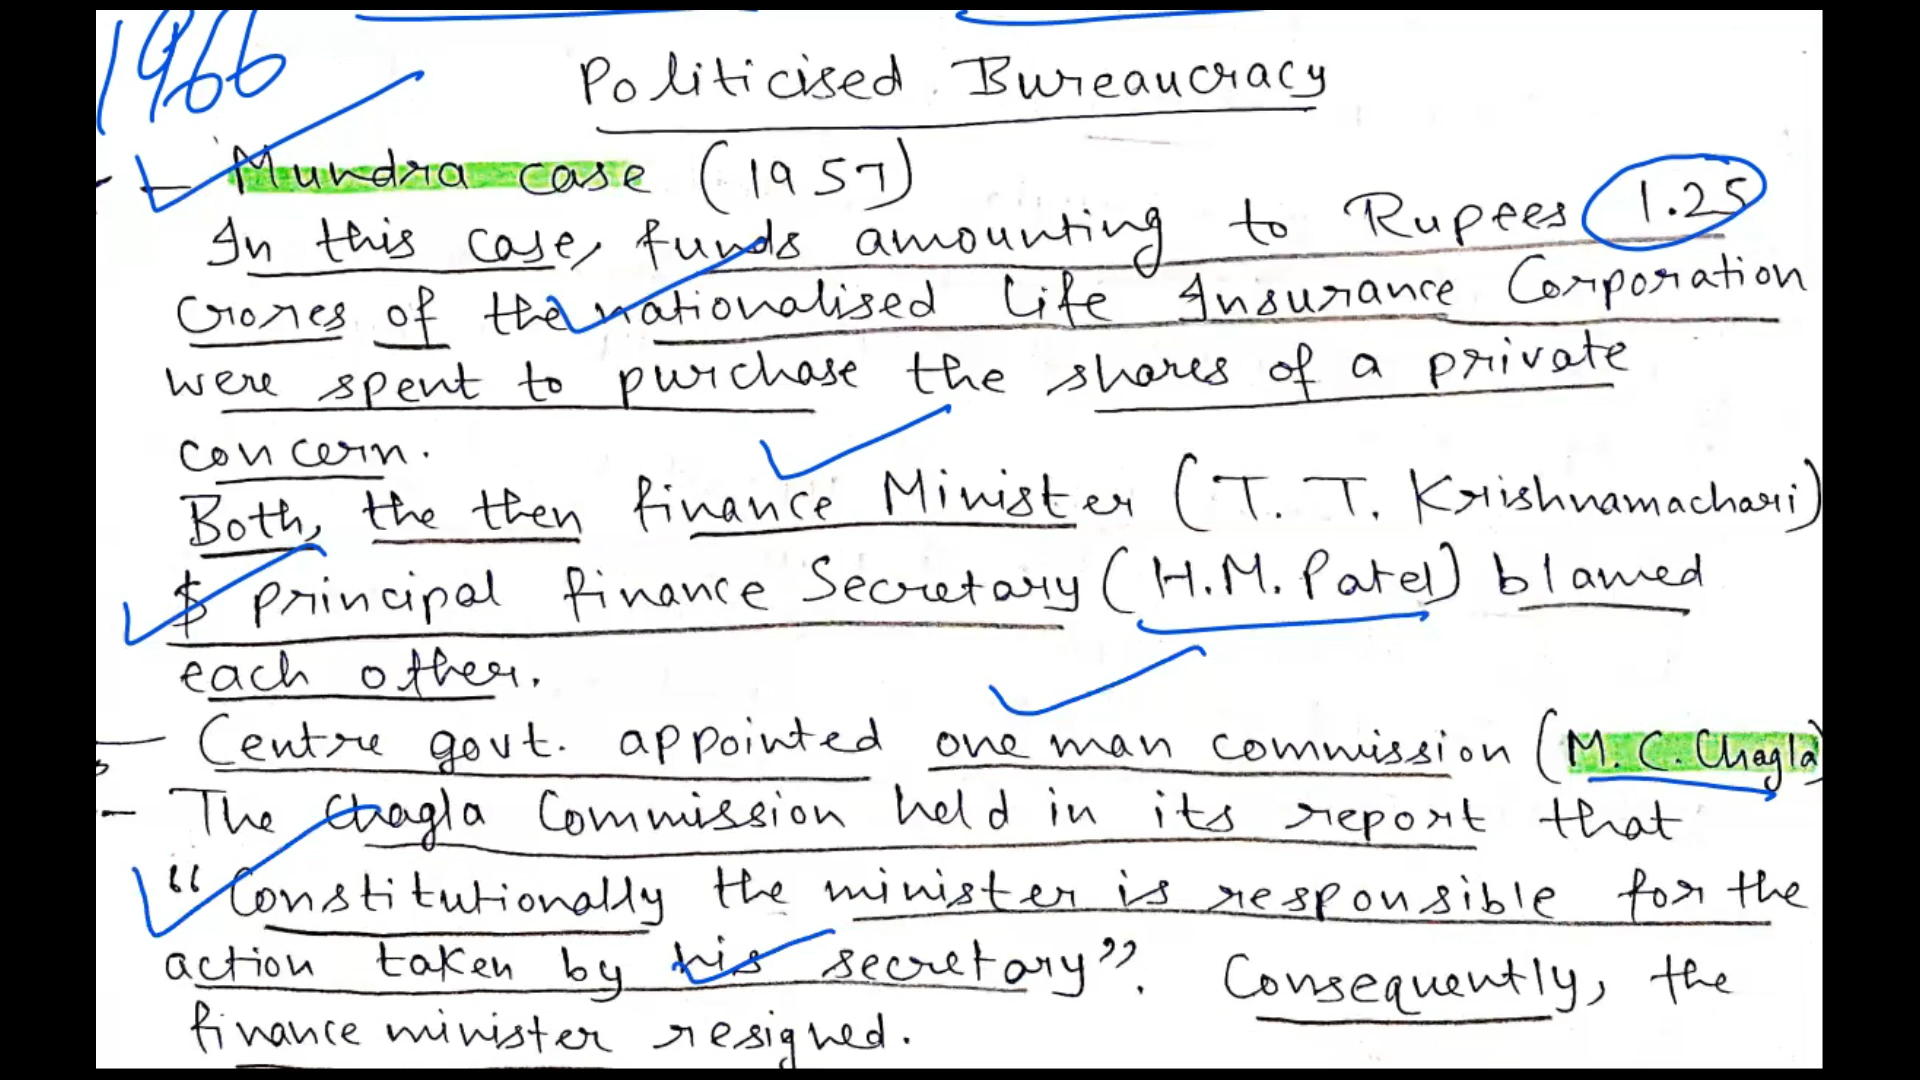 1966
Politicised Bureaucracy
- Mundra case (1957)
In this case, funds amounting to Rupees 1.25
Crores of the nationalised Life Insurance Corporation
were spent to purchase the shares of a private
concern.
Both, the then finance Minister (T. T. Krishnamachari)
$ principal finance Secretary (H.M. Patel) blamed
each other.
- Centre govt. appointed one man commission (M. C. Chagla)
- The Chagla Commission held in its report that
“Constitutionally the minister is responsible for the
action taken by his secretary”. Consequently, the
finance minister resigned.